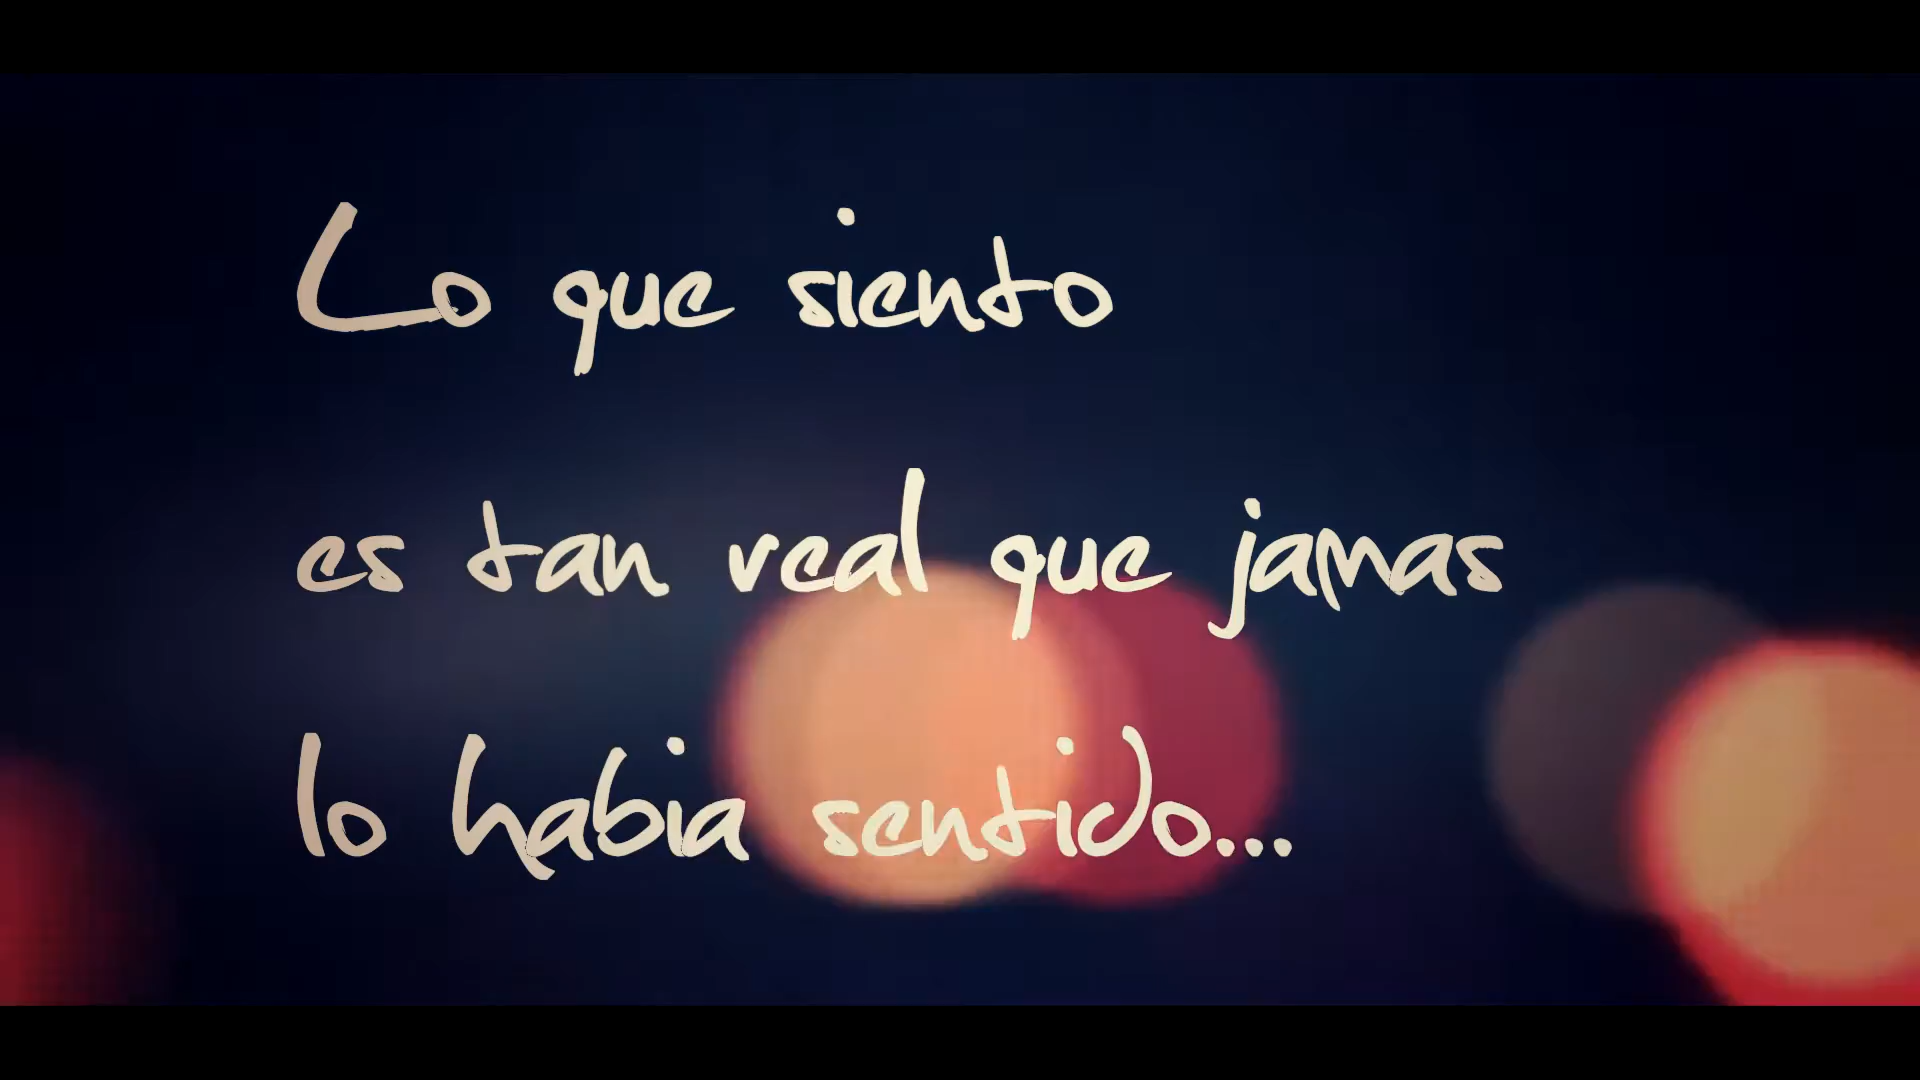 Lo que siento
es tan real que jamas
lo habia sentido...